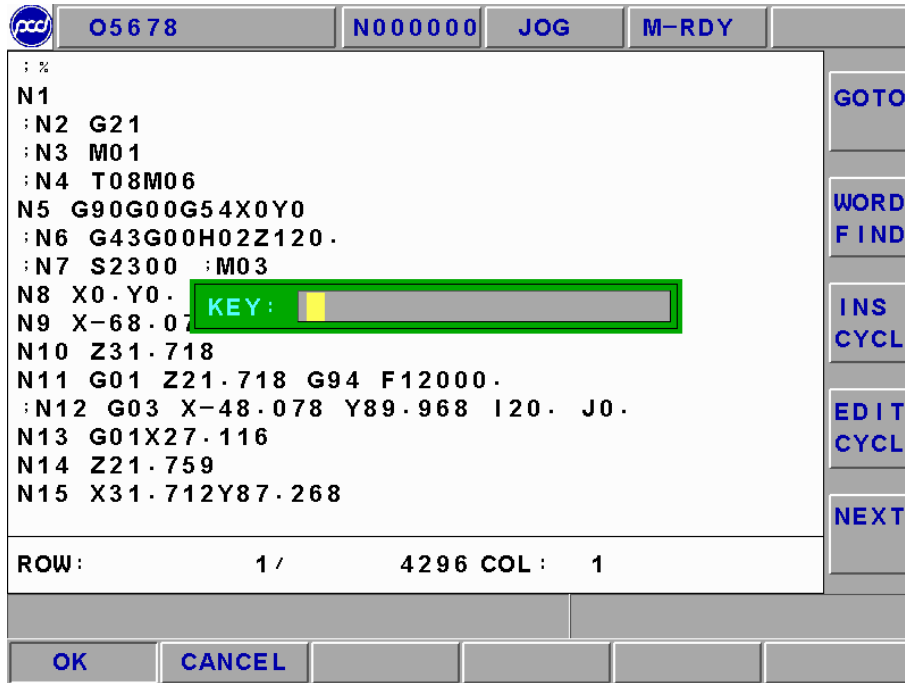 pcd O5678 N000000 JOG M-RDY
;%
N1
;N2 G21
;N3 M01
;N4 T08M06
N5 G90G00G54X0Y0
;N6 G43G00H02Z120.
;N7 S2300 ;M03
N8 X0.Y0.
N9 X-68.07
KEY:
N10 Z31.718
N11 G01 Z21.718 G94 F12000.
;N12 G03 X-48.078 Y89.968 I20. J0.
N13 G01X27.116
N14 Z21.759
N15 X31.712Y87.268
ROW: 1/ 4296 COL: 1
GOTO
WORD
FIND
INS
CYCL
EDIT
CYCL
NEXT
OK CANCEL